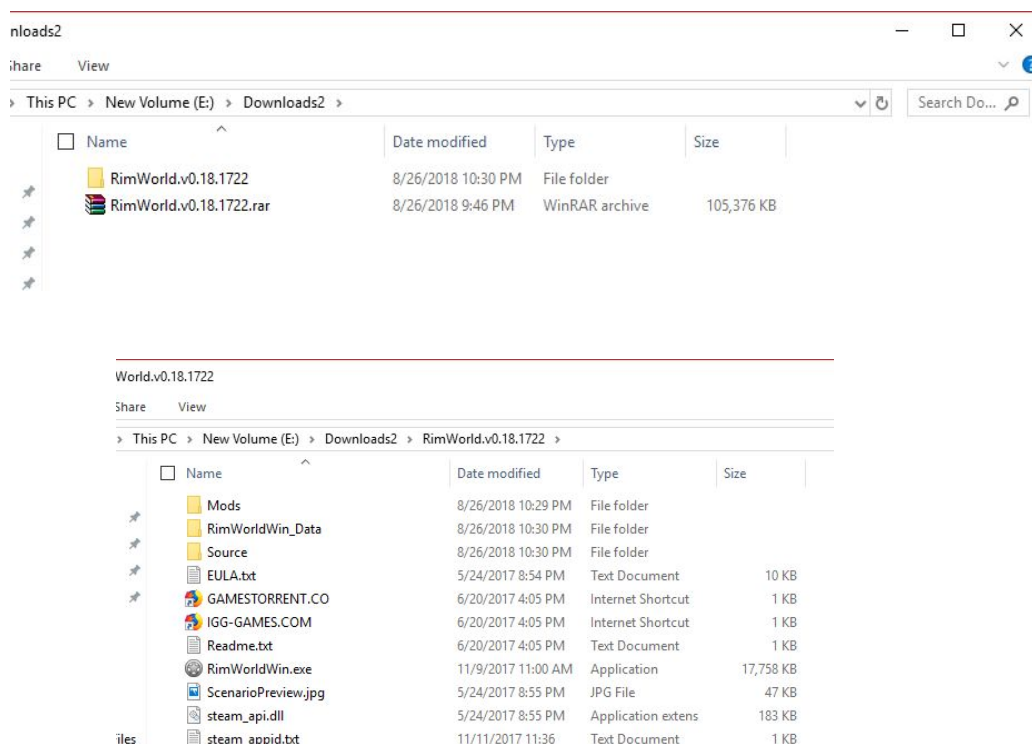 nloads2
Share View
This PC > New Volume (E:) > Downloads2 >
Search Do...
Name Date modified Type Size
RimWorld.v0.18.1722 8/26/2018 10:30 PM File folder
RimWorld.v0.18.1722.rar 8/26/2018 9:46 PM WinRAR archive 105,376 KB
World.v0.18.1722
Share View
> This PC > New Volume (E:) > Downloads2 > RimWorld.v0.18.1722 >
Name Date modified Type Size
Mods 8/26/2018 10:29 PM File folder
RimWorldWin_Data 8/26/2018 10:30 PM File folder
Source 8/26/2018 10:30 PM File folder
EULA.txt 5/24/2017 8:54 PM Text Document 10 KB
GAMESTORRENT.CO 6/20/2017 4:05 PM Internet Shortcut 1 KB
IGG-GAMES.COM 6/20/2017 4:05 PM Internet Shortcut 1 KB
Readme.txt 6/20/2017 4:05 PM Text Document 1 KB
RimWorldWin.exe 11/9/2017 11:00 AM Application 17,758 KB
ScenarioPreview.jpg 5/24/2017 8:55 PM JPG File 47 KB
steam_api.dll 5/24/2017 8:55 PM Application extens 183 KB
iles steam_appid.txt 11/11/2017 11:36 Text Document 1 KB